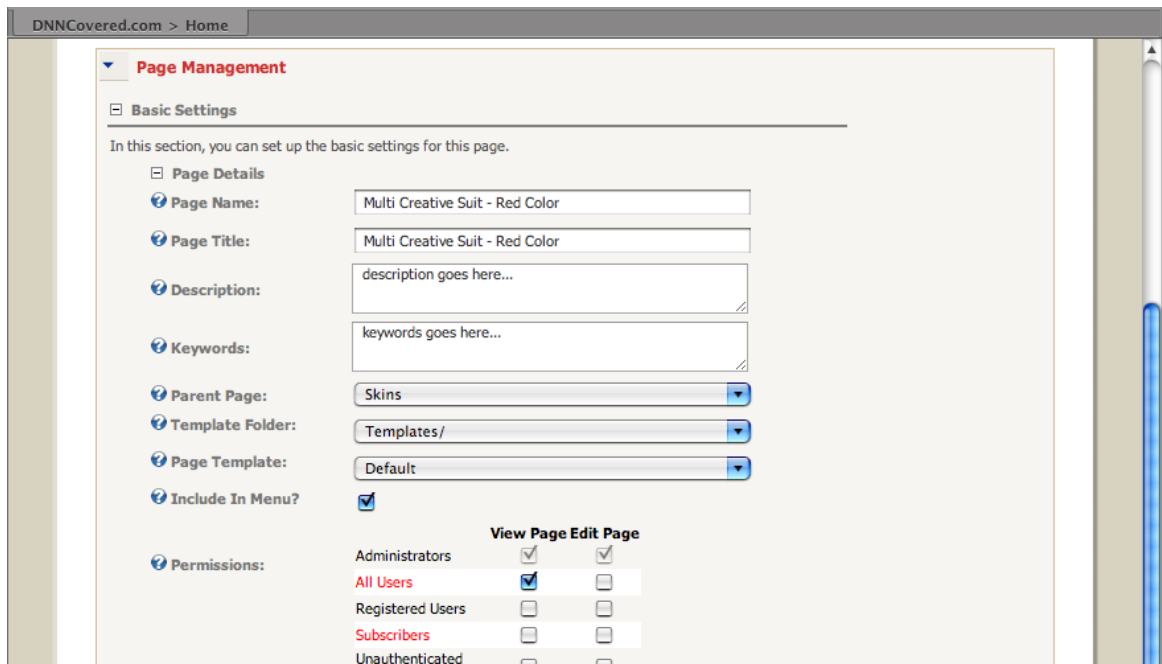 DNNCovered.com > Home
Page Management
Basic Settings
In this section, you can set up the basic settings for this page.
Page Details
Page Name: Multi Creative Suit - Red Color
Page Title: Multi Creative Suit - Red Color
Description: description goes here...
Keywords: keywords goes here...
Parent Page: Skins
Template Folder: Templates/
Page Template: Default
Include In Menu?
View Page Edit Page
Permissions:
Administrators
All Users
Registered Users
Subscribers
Unauthenticated